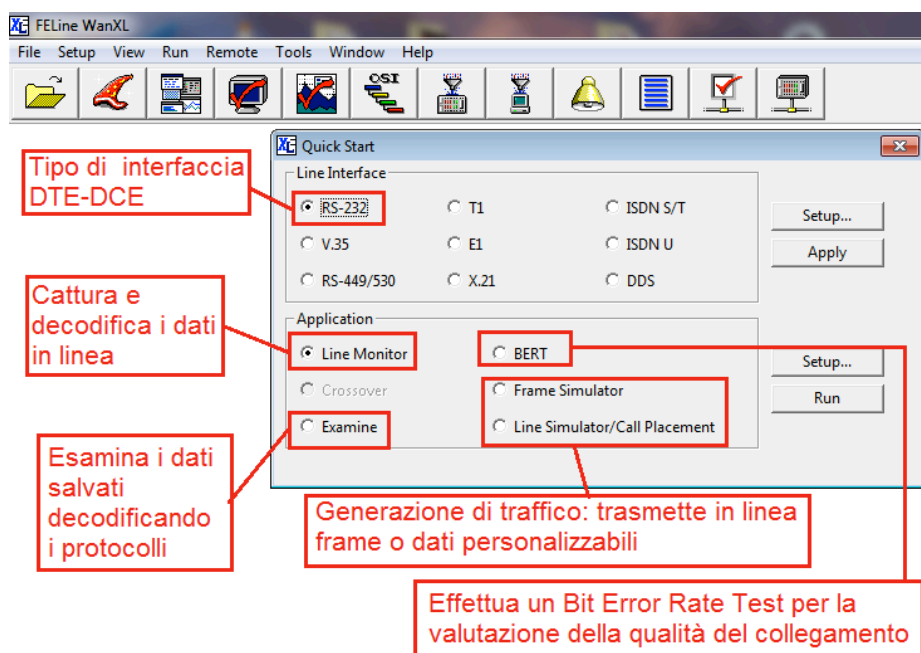 XL FELine WanXL
File Setup View Run Remote Tools Window Help
OSI
XL Quick Start
Tipo di interfaccia
DTE-DCE
Line Interface
RS-232 T1 ISDN S/T Setup...
V.35 E1 ISDN U Apply
RS-449/530 X.21 DDS
Cattura e
decodifica i dati
in linea
Application
Line Monitor BERT Setup...
Crossover Frame Simulator Run
Examine Line Simulator/Call Placement
Esamina i dati
salvati
decodificando
i protocolli
Generazione di traffico: trasmette in linea
frame o dati personalizzabili
Effettua un Bit Error Rate Test per la
valutazione della qualità del collegamento